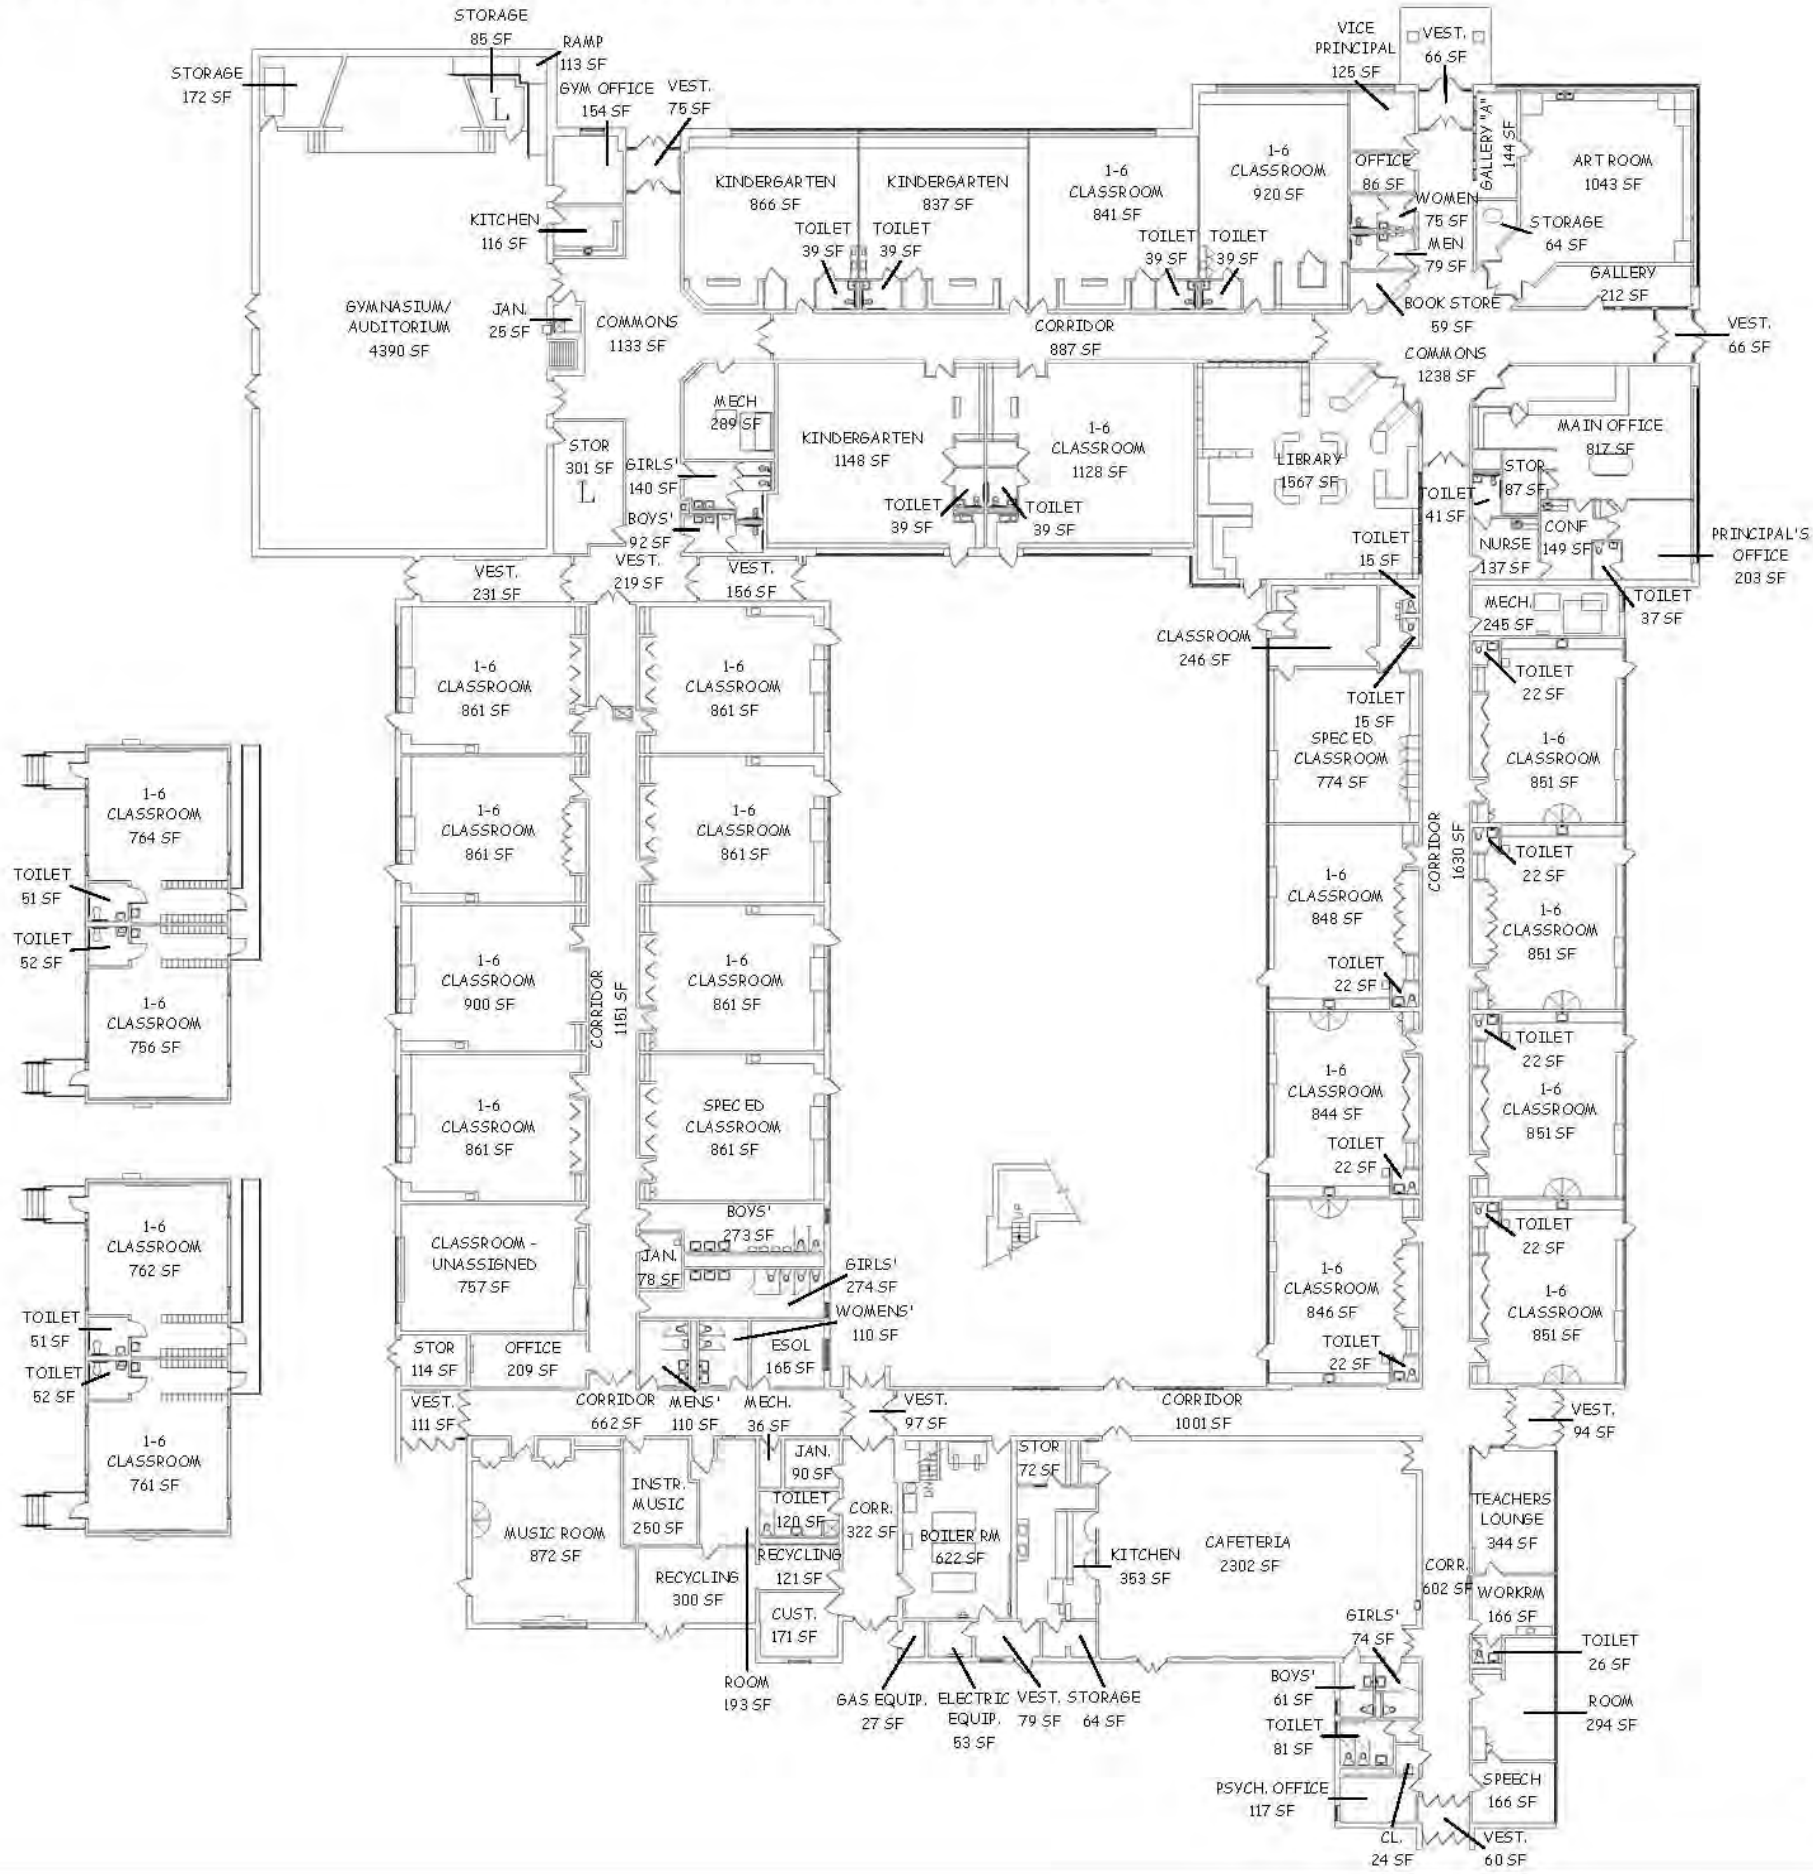 STORAGE
85 SF
RAMP
113 SF
STORAGE
172 SF
L
GYM OFFICE
154 SF
VEST.
75 SF
VICE
PRINCIPAL
125 SF
VEST.
66 SF
GALLERY "A"
144 SF
ART ROOM
1043 SF
KINDERGARTEN
866 SF
KINDERGARTEN
837 SF
1-6
CLASSROOM
841 SF
1-6
CLASSROOM
920 SF
OFFICE
86 SF
WOMEN
75 SF
STORAGE
64 SF
MEN
79 SF
KITCHEN
116 SF
TOILET
39 SF
TOILET
39 SF
TOILET
39 SF
TOILET
39 SF
GALLERY
212 SF
BOOK STORE
59 SF
GYMNASIUM/
AUDITORIUM
4390 SF
JAN.
25 SF
COMMONS
1133 SF
CORRIDOR
887 SF
COMMONS
1238 SF
VEST.
66 SF
MECH
289 SF
STOR
301 SF
L
GIRLS'
140 SF
BOYS'
92 SF
KINDERGARTEN
1148 SF
1-6
CLASSROOM
1128 SF
TOILET
39 SF
TOILET
39 SF
LIBRARY
1567 SF
MAIN OFFICE
817 SF
STOR
87 SF
TOILET
41 SF
CONF
149 SF
NURSE
137 SF
PRINCIPAL'S
OFFICE
203 SF
TOILET
15 SF
TOILET
37 SF
MECH.
245 SF
VEST.
231 SF
VEST.
219 SF
VEST.
156 SF
CLASSROOM
246 SF
TOILET
15 SF
1-6
CLASSROOM
861 SF
1-6
CLASSROOM
861 SF
SPEC ED
CLASSROOM
774 SF
TOILET
22 SF
1-6
CLASSROOM
851 SF
1-6
CLASSROOM
764 SF
TOILET
51 SF
TOILET
52 SF
1-6
CLASSROOM
756 SF
1-6
CLASSROOM
861 SF
1-6
CLASSROOM
861 SF
CORRIDOR
1630 SF
1-6
CLASSROOM
848 SF
TOILET
22 SF
TOILET
22 SF
1-6
CLASSROOM
851 SF
1-6
CLASSROOM
900 SF
CORRIDOR
1151 SF
1-6
CLASSROOM
861 SF
TOILET
22 SF
1-6
CLASSROOM
844 SF
TOILET
22 SF
1-6
CLASSROOM
851 SF
1-6
CLASSROOM
861 SF
SPEC ED
CLASSROOM
861 SF
1-6
CLASSROOM
762 SF
TOILET
51 SF
TOILET
52 SF
1-6
CLASSROOM
761 SF
CLASSROOM -
UNASSIGNED
757 SF
BOYS'
273 SF
JAN.
78 SF
GIRLS'
274 SF
WOMENS'
110 SF
TOILET
22 SF
1-6
CLASSROOM
846 SF
TOILET
22 SF
1-6
CLASSROOM
851 SF
STOR
114 SF
OFFICE
209 SF
ESOL
165 SF
VEST.
111 SF
CORRIDOR
662 SF
MENS'
110 SF
MECH.
36 SF
VEST.
97 SF
CORRIDOR
1001 SF
VEST.
94 SF
MUSIC ROOM
872 SF
INSTR.
MUSIC
250 SF
JAN.
90 SF
TOILET
120 SF
CORR.
322 SF
DN
BOILER RM
622 SF
STOR
72 SF
KITCHEN
353 SF
CAFETERIA
2302 SF
CORR.
602 SF
TEACHERS
LOUNGE
344 SF
WORKRM
166 SF
RECYCLING
300 SF
RECYCLING
121 SF
CUST.
171 SF
ROOM
193 SF
GAS EQUIP.
27 SF
ELECTRIC
EQUIP.
53 SF
VEST.
79 SF
STORAGE
64 SF
GIRLS'
74 SF
BOYS'
61 SF
TOILET
26 SF
TOILET
81 SF
ROOM
294 SF
PSYCH. OFFICE
117 SF
SPEECH
166 SF
CL.
24 SF
VEST.
60 SF